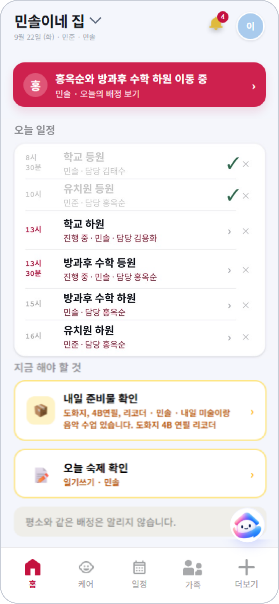 민솔이네 집
4
이
9월 22일 (화) · 민준 · 민솔
홍
홍옥순와 방과후 수학 하원 이동 중
민솔 · 오늘의 배정 보기
오늘 일정
8시
30분
학교 등원
민솔 · 담당 김태수
10시
유치원 등원
민준 · 담당 홍옥순
13시
학교 하원
진행 중 · 민솔 · 담당 김용화
13시
30분
방과후 수학 등원
진행 중 · 민솔 · 담당 홍옥순
15시
방과후 수학 하원
민솔 · 담당 홍옥순
16시
유치원 하원
민준 · 담당 홍옥순
지금 해야 할 것
내일 준비물 확인
도화지, 4B연필, 리코더 · 민솔 · 내일 미술이랑
음악 수업 있습니다. 도화지 4B 연필 리코더
오늘 숙제 확인
일기쓰기 · 민솔
평소와 같은 배정은 알리지 않습니다.
홈
케어
일정
가족
더보기